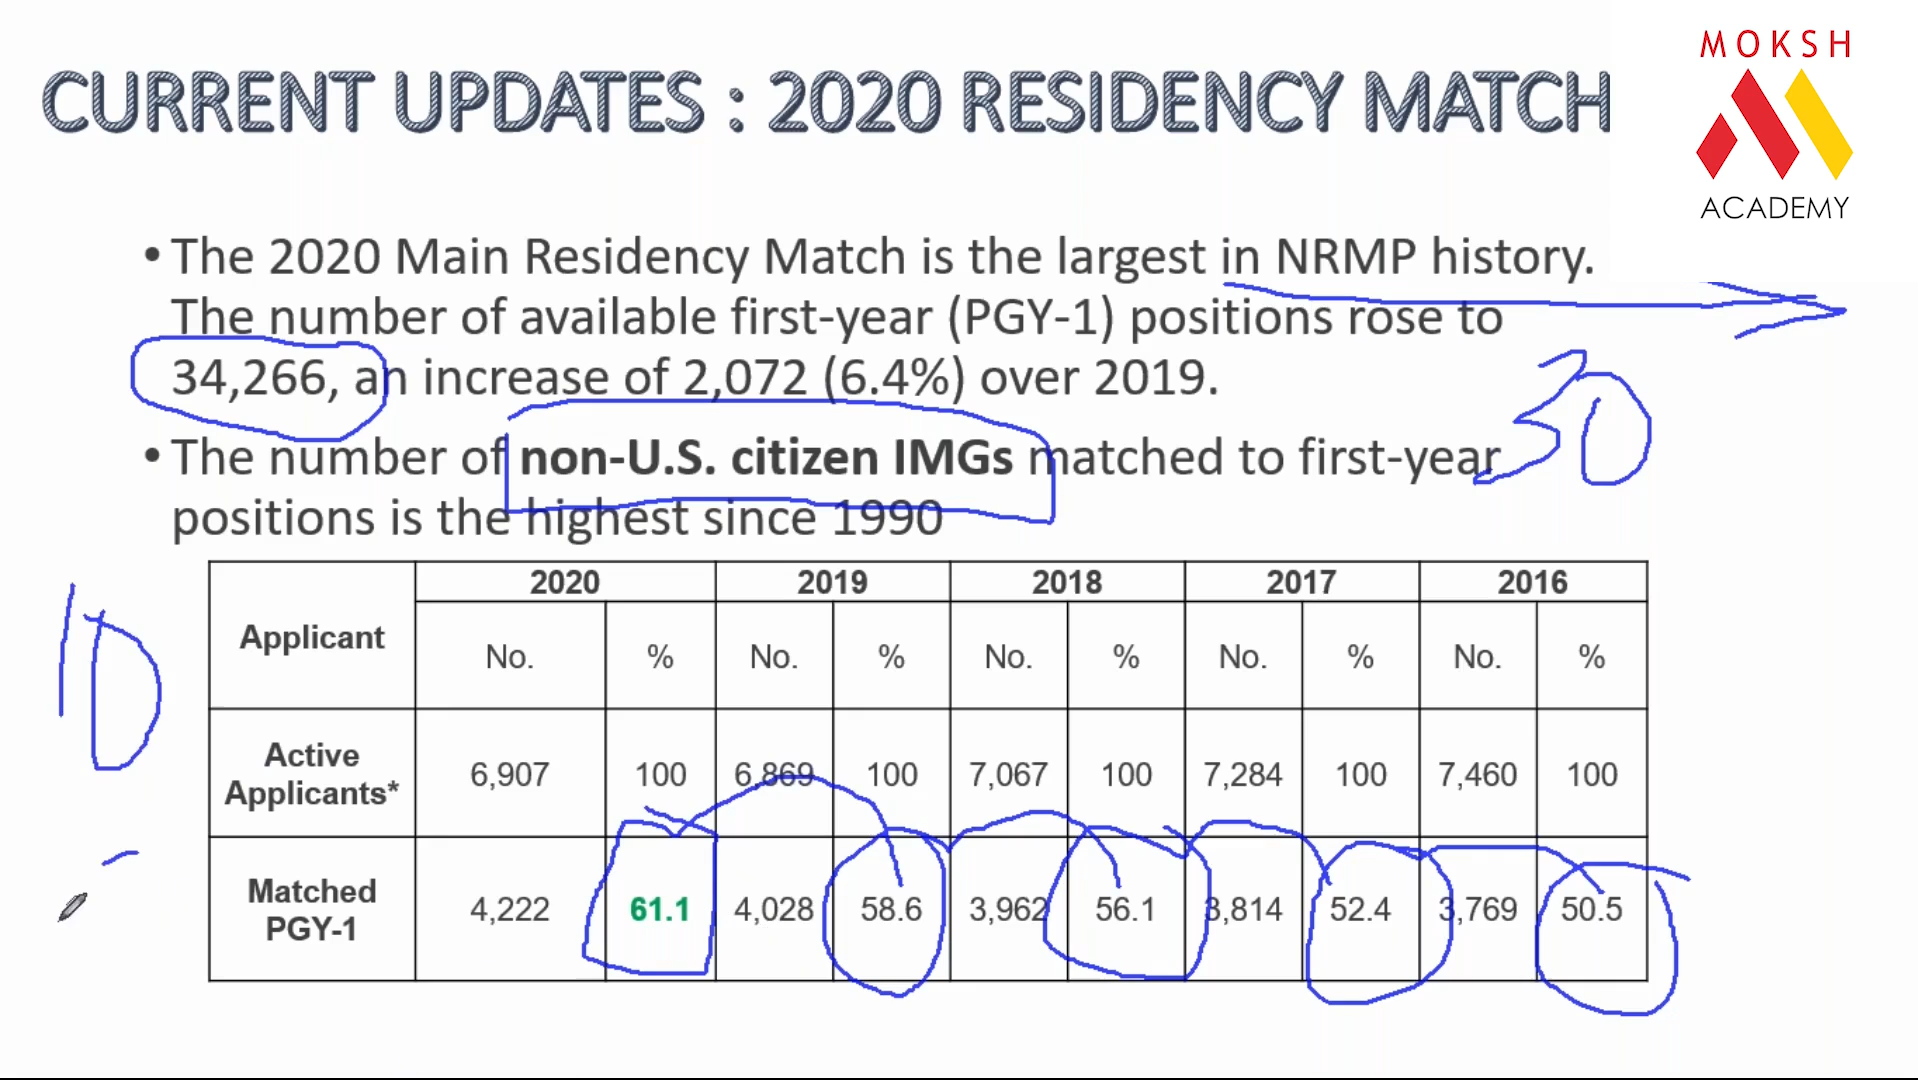 MOKSH
ACADEMY
CURRENT UPDATES : 2020 RESIDENCY MATCH
• The 2020 Main Residency Match is the largest in NRMP history.
The number of available first-year (PGY-1) positions rose to
34,266, an increase of 2,072 (6.4%) over 2019.
30
• The number of non-U.S. citizen IMGs matched to first-year
positions is the highest since 1990
10
Applicant 2020 2019 2018 2017 2016
No. % No. % No. % No. % No. %
Active Applicants* 6,907 100 6,869 100 7,067 100 7,284 100 7,460 100
Matched PGY-1 4,222 61.1 4,028 58.6 3,962 56.1 3,814 52.4 3,769 50.5